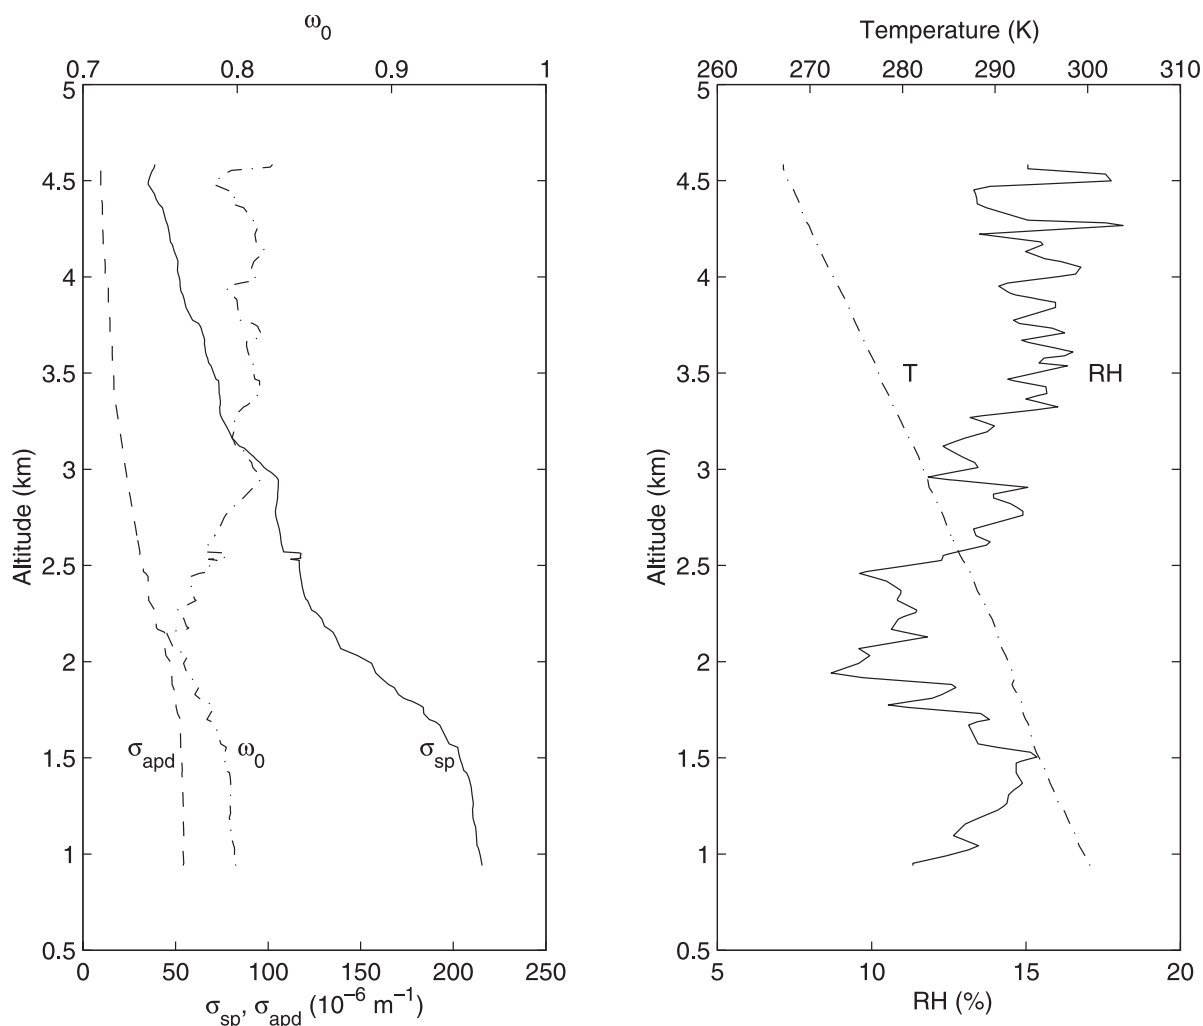 ω0
0.7 0.8 0.9 1
5
4.5
4
3.5
3
2.5
2
1.5
1
0.5
Altitude (km)
σapd
ω0
σsp
0 50 100 150 200 250
σsp, σapd (10−6 m−1)
Temperature (K)
260 270 280 290 300 310
5
4.5
4
3.5
3
2.5
2
1.5
1
0.5
Altitude (km)
T
RH
5 10 15 20
RH (%)